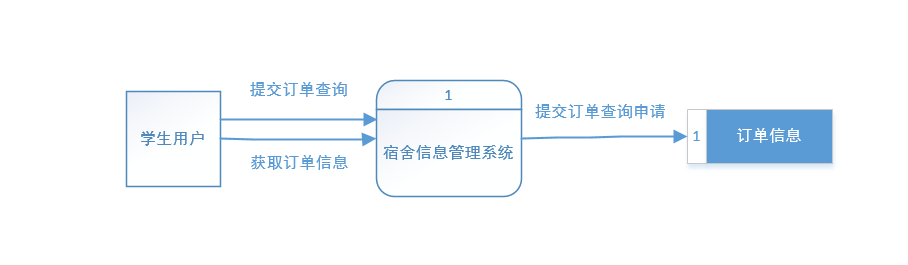 提交订单查询
1
提交订单查询申请
学生用户
1
订单信息
宿舍信息管理系统
获取订单信息